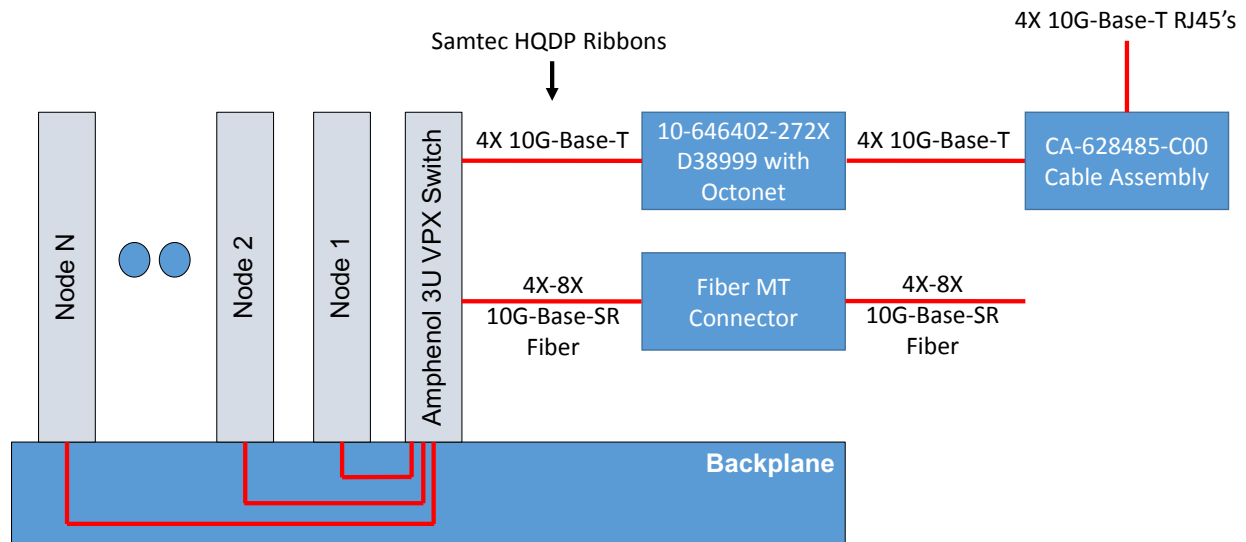 4X 10G-Base-T RJ45's
Samtec HQDP Ribbons
Node N
Node 2
Node 1
Amphenol 3U VPX Switch
4X 10G-Base-T
10-646402-272X
D38999 with
Octonet
4X 10G-Base-T
CA-628485-C00
Cable Assembly
4X-8X
10G-Base-SR
Fiber
Fiber MT
Connector
4X-8X
10G-Base-SR
Fiber
Backplane